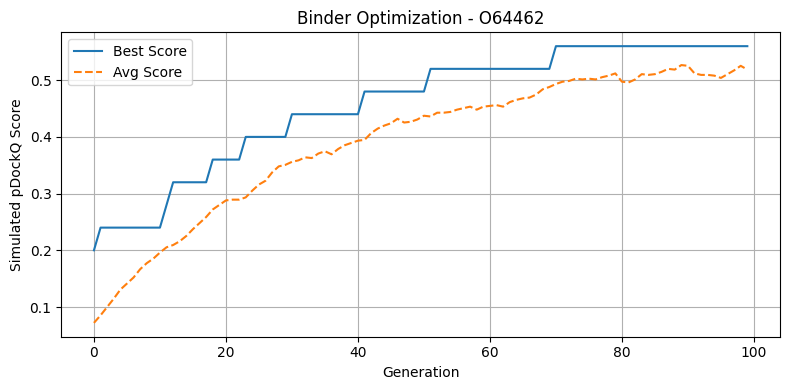 Binder Optimization - O64462
Best Score
Avg Score
Simulated pDockQ Score
0.5
0.4
0.3
0.2
0.1
0
20
40
60
80
100
Generation